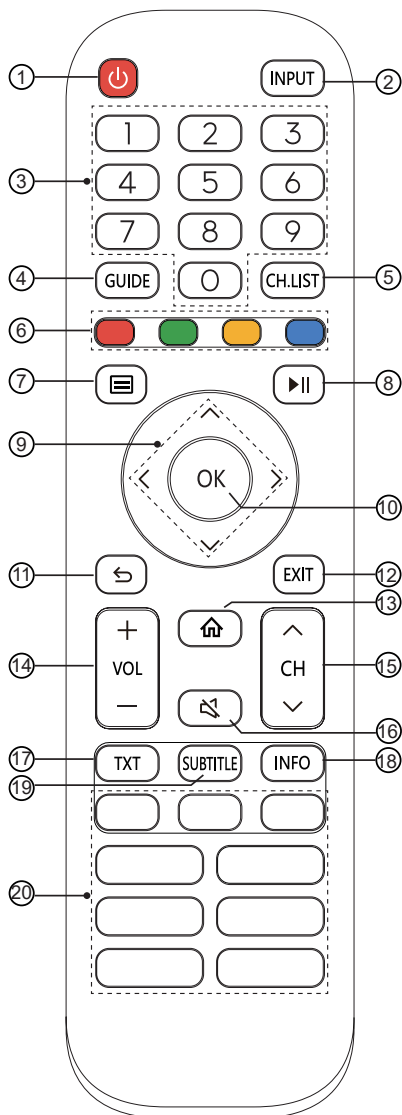 ① INPUT ②
1 2 3
③ 4 5 6
7 8 9
④ GUIDE 0 CH.LIST ⑤
⑥
⑦ ⑧
⑨
OK
⑩
⑪ EXIT ⑫
⑬
+
⑭ VOL CH ⑮
—
⑯
⑰ TXT SUBTITLE INFO ⑱
⑲
⑳